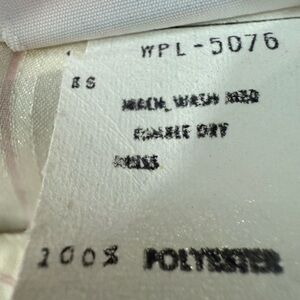 WPL-5076
MACH. WASH MED
TUMBLE DRY
100% POLYESTER